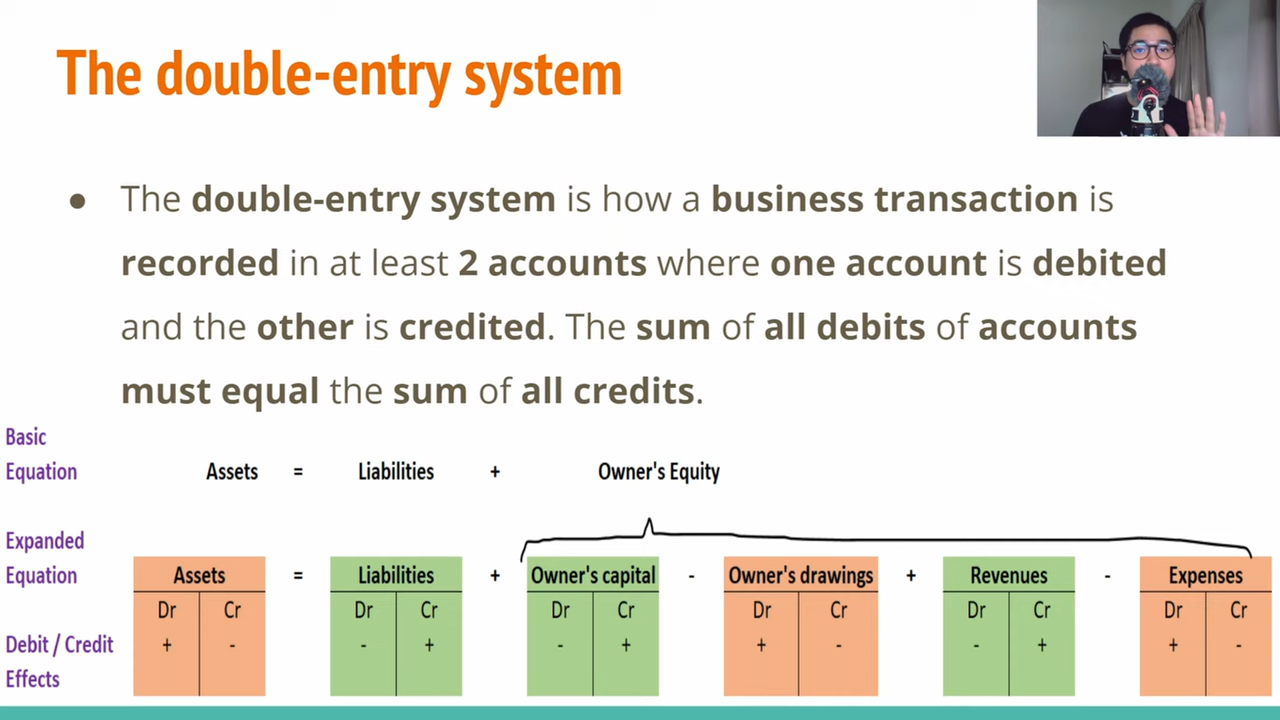 The double-entry system
● The double-entry system is how a business transaction is
recorded in at least 2 accounts where one account is debited
and the other is credited. The sum of all debits of accounts
must equal the sum of all credits.
Basic
Equation Assets = Liabilities + Owner's Equity
Expanded
Equation Assets = Liabilities + Owner's capital - Owner's drawings + Revenues - Expenses
Dr Cr Dr Cr Dr Cr Dr Cr Dr Cr Dr Cr
Debit / Credit + - - + - + + - - + + -
Effects